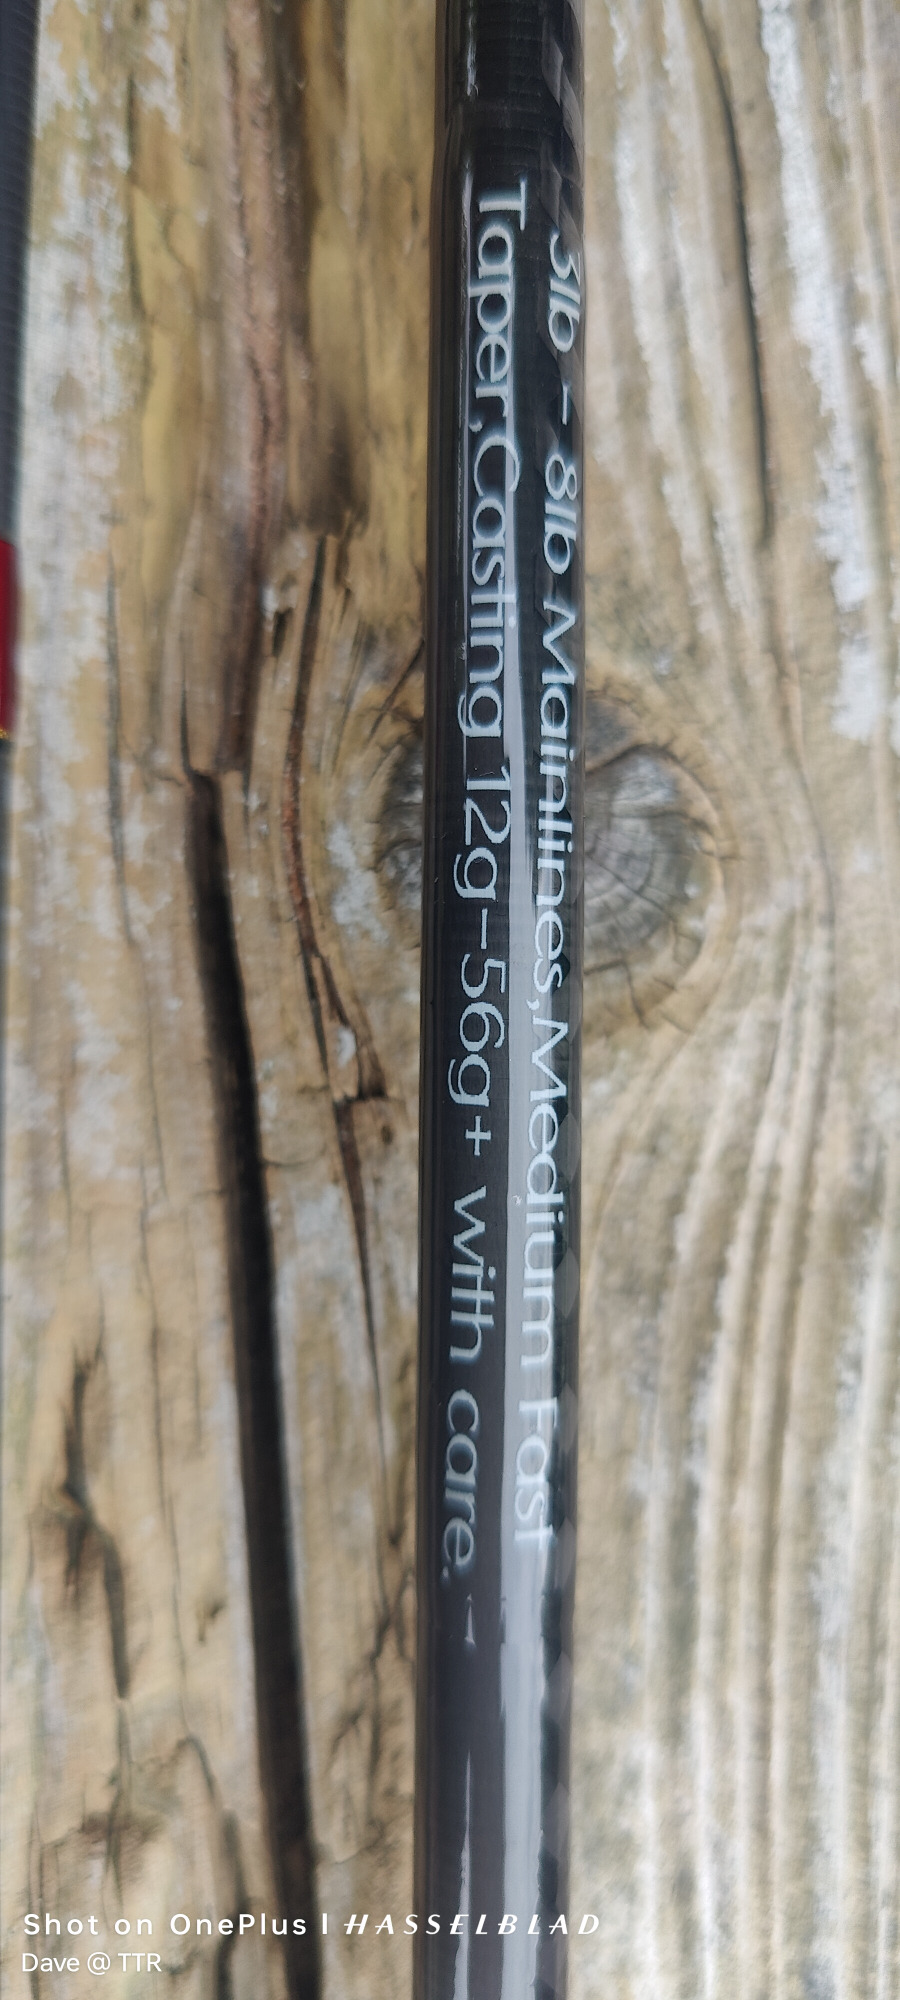 3lb - 8lb Mainlines, Medium Fast
Taper, Casting 12g-56g+ with care.
Shot on OnePlus | HASSELBLAD
Dave @ TTR